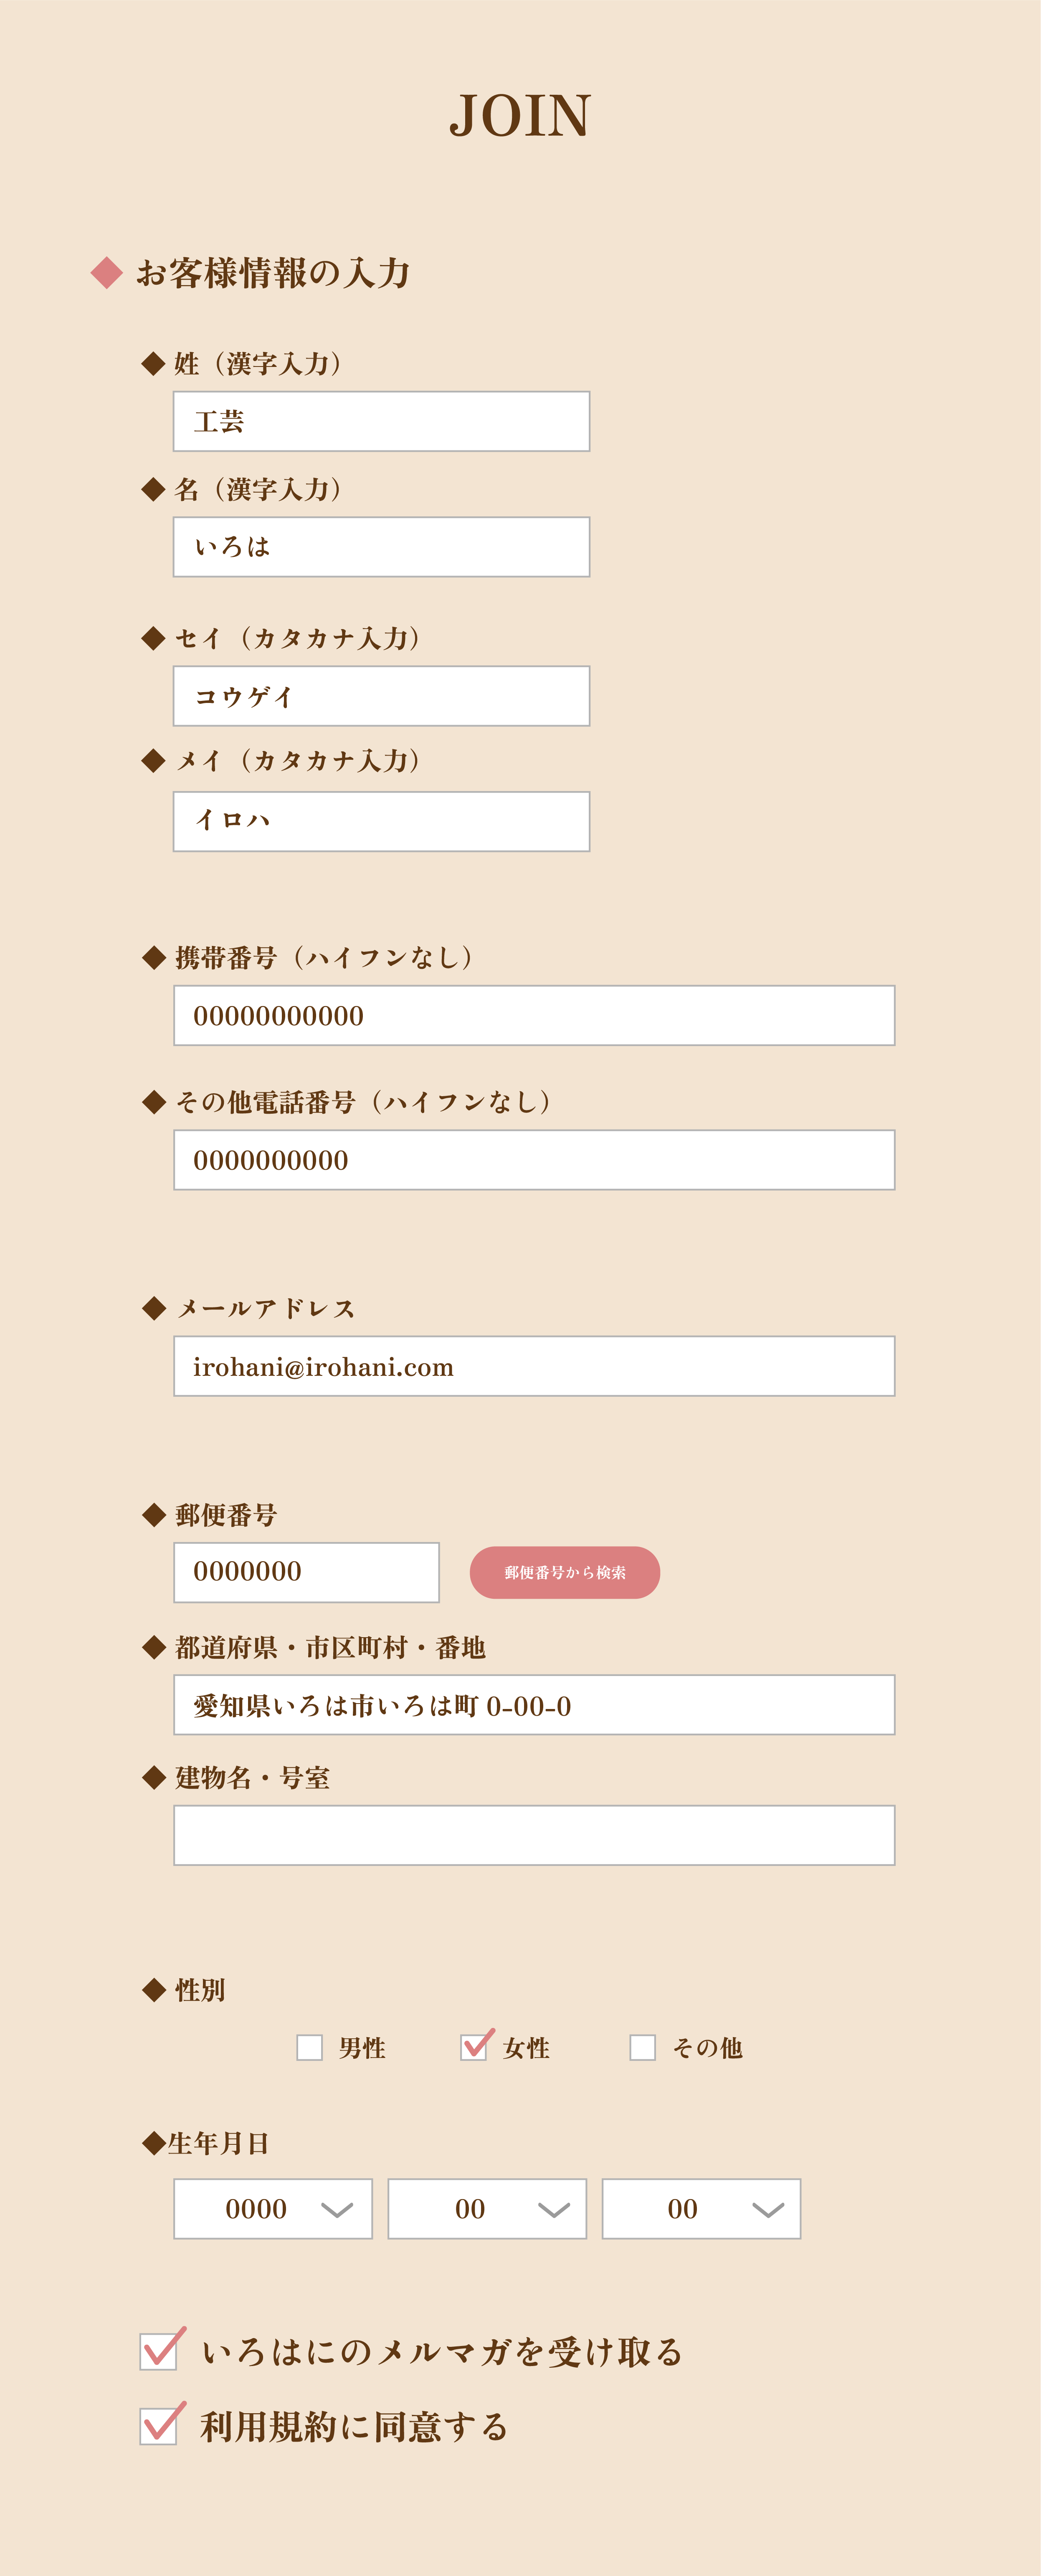 JOIN
◆ お客様情報の入力
◆ 姓（漢字入力）
工芸
◆ 名（漢字入力）
いろは
◆ セイ（カタカナ入力）
コウゲイ
◆ メイ（カタカナ入力）
イロハ
◆ 携帯番号（ハイフンなし）
00000000000
◆ その他電話番号（ハイフンなし）
0000000000
◆ メールアドレス
irohani@irohani.com
◆ 郵便番号
0000000 郵便番号から検索
◆ 都道府県・市区町村・番地
愛知県いろは市いろは町 0-00-0
◆ 建物名・号室
◆ 性別
男性 女性 その他
◆生年月日
0000 00 00
いろはにのメルマガを受け取る
利用規約に同意する